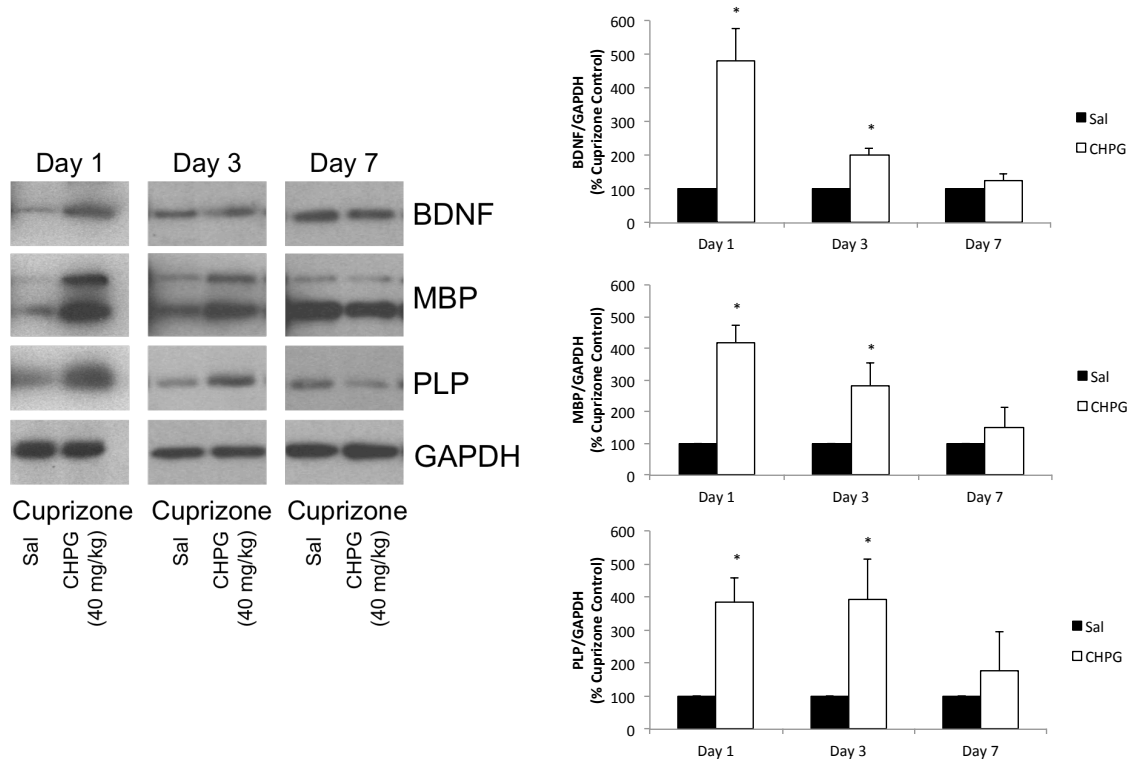 Day 1 Day 3 Day 7
BDNF
MBP
PLP
GAPDH
Cuprizone Cuprizone Cuprizone
Sal
CHPG
(40 mg/kg)
Sal
CHPG
(40 mg/kg)
Sal
CHPG
(40 mg/kg)
BDNF/GAPDH
(% Cuprizone Control)
600
500
400
300
200
100
0
*
*
Day 1 Day 3 Day 7
Sal
CHPG
MBP/GAPDH
(% Cuprizone Control)
600
500
400
300
200
100
0
*
*
Day 1 Day 3 Day 7
Sal
CHPG
PLP/GAPDH
(% Cuprizone Control)
600
500
400
300
200
100
0
*
*
Day 1 Day 3 Day 7
Sal
CHPG